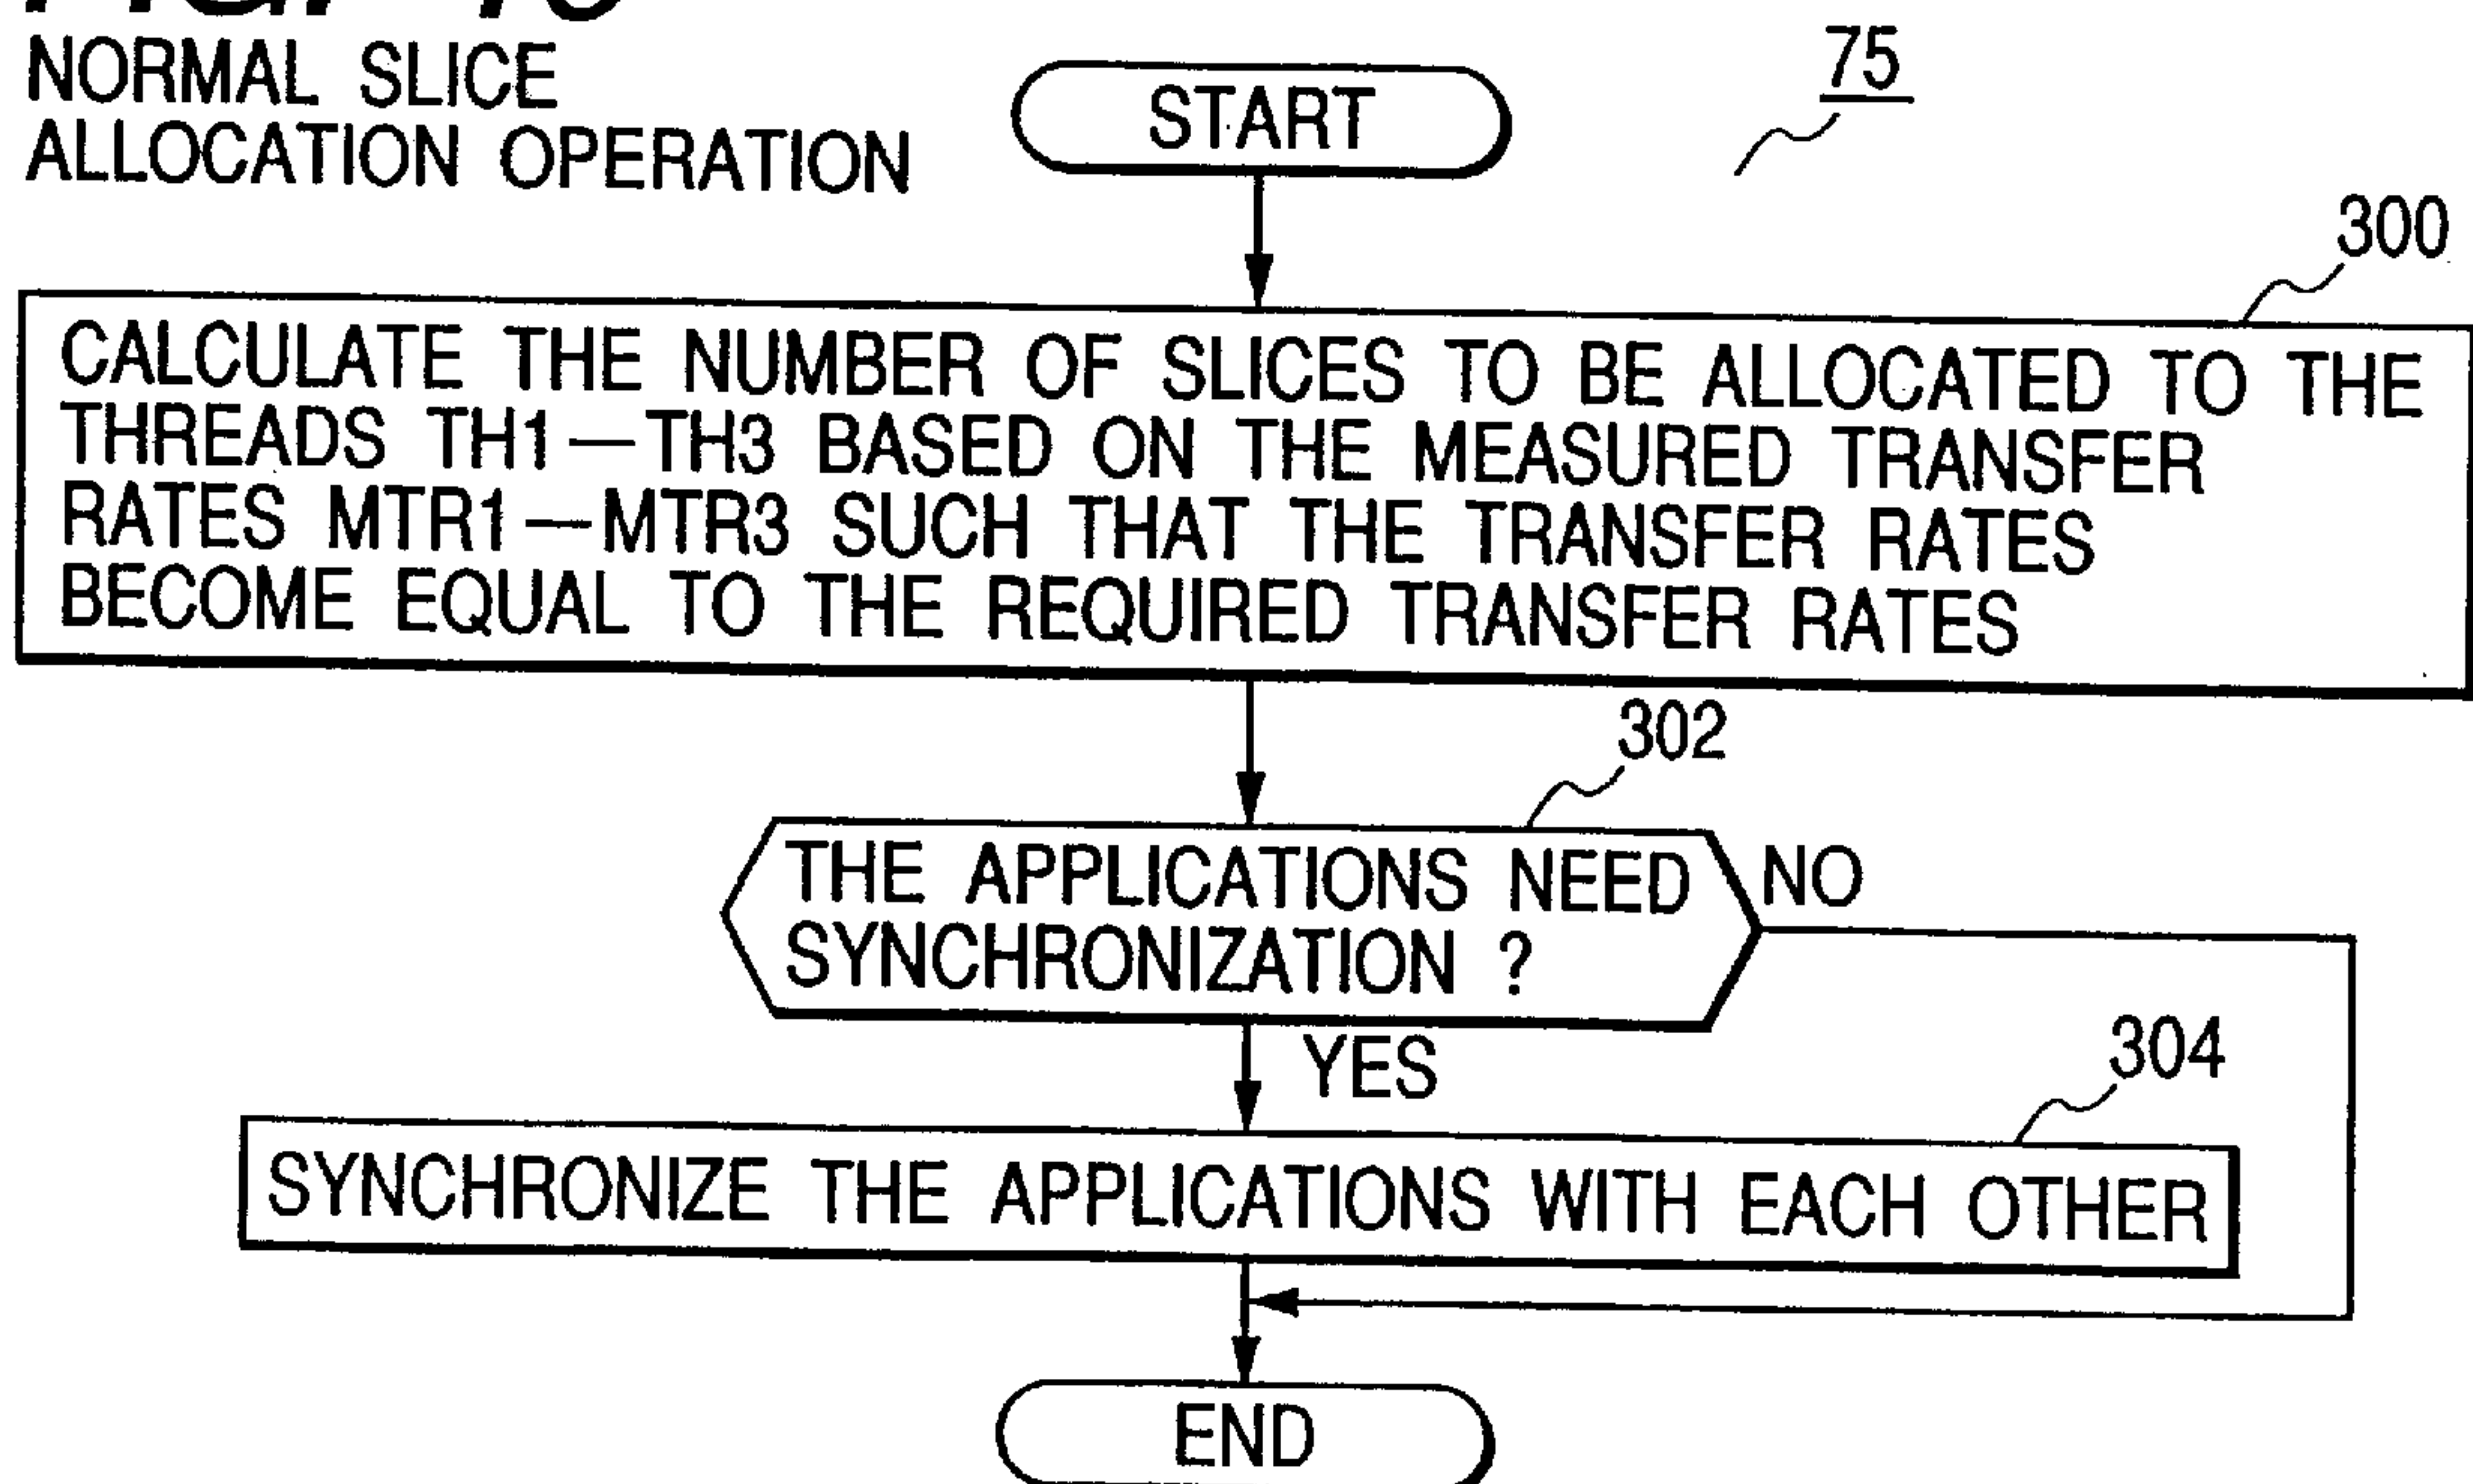 NORMAL SLICE
ALLOCATION OPERATION
START
75
300
CALCULATE THE NUMBER OF SLICES TO BE ALLOCATED TO THE
THREADS TH1—TH3 BASED ON THE MEASURED TRANSFER
RATES MTR1—MTR3 SUCH THAT THE TRANSFER RATES
BECOME EQUAL TO THE REQUIRED TRANSFER RATES
302
THE APPLICATIONS NEED
SYNCHRONIZATION ?
NO
YES
304
SYNCHRONIZE THE APPLICATIONS WITH EACH OTHER
END